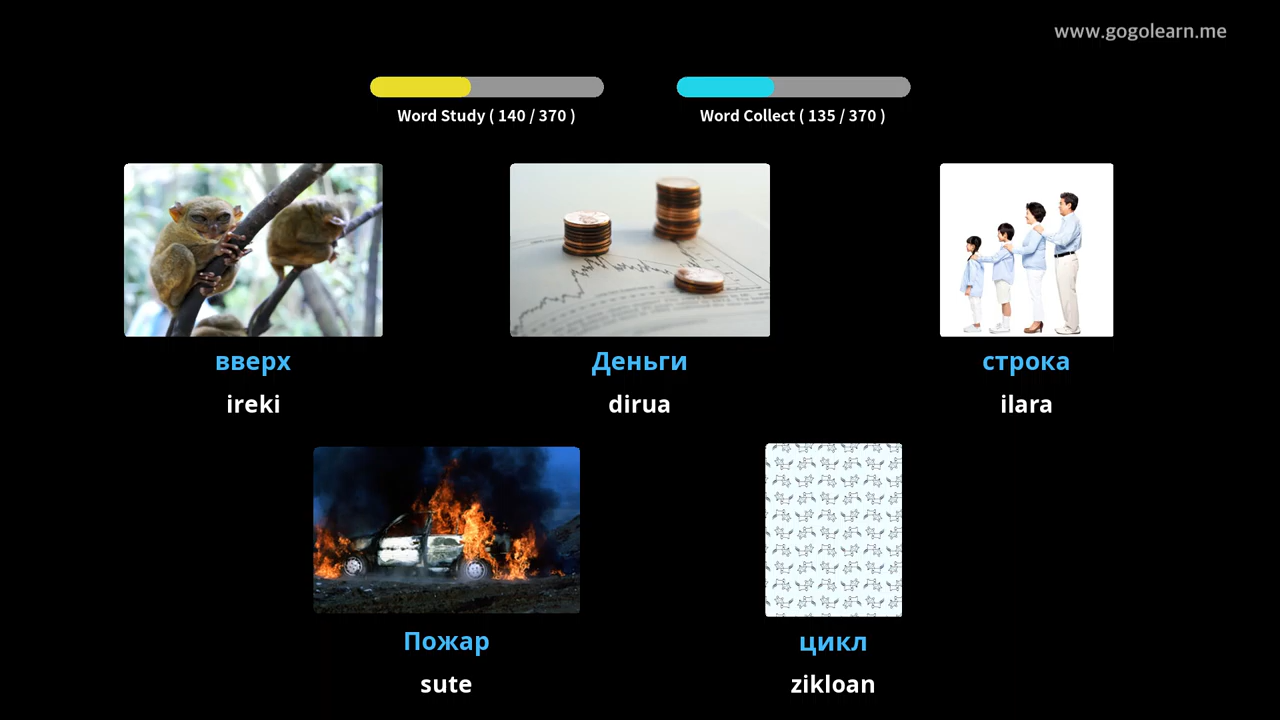 www.gogolearn.me
Word Study ( 140 / 370 )
Word Collect ( 135 / 370 )
вверх
ireki
Деньги
dirua
строка
ilara
Пожар
sute
цикл
zikloan